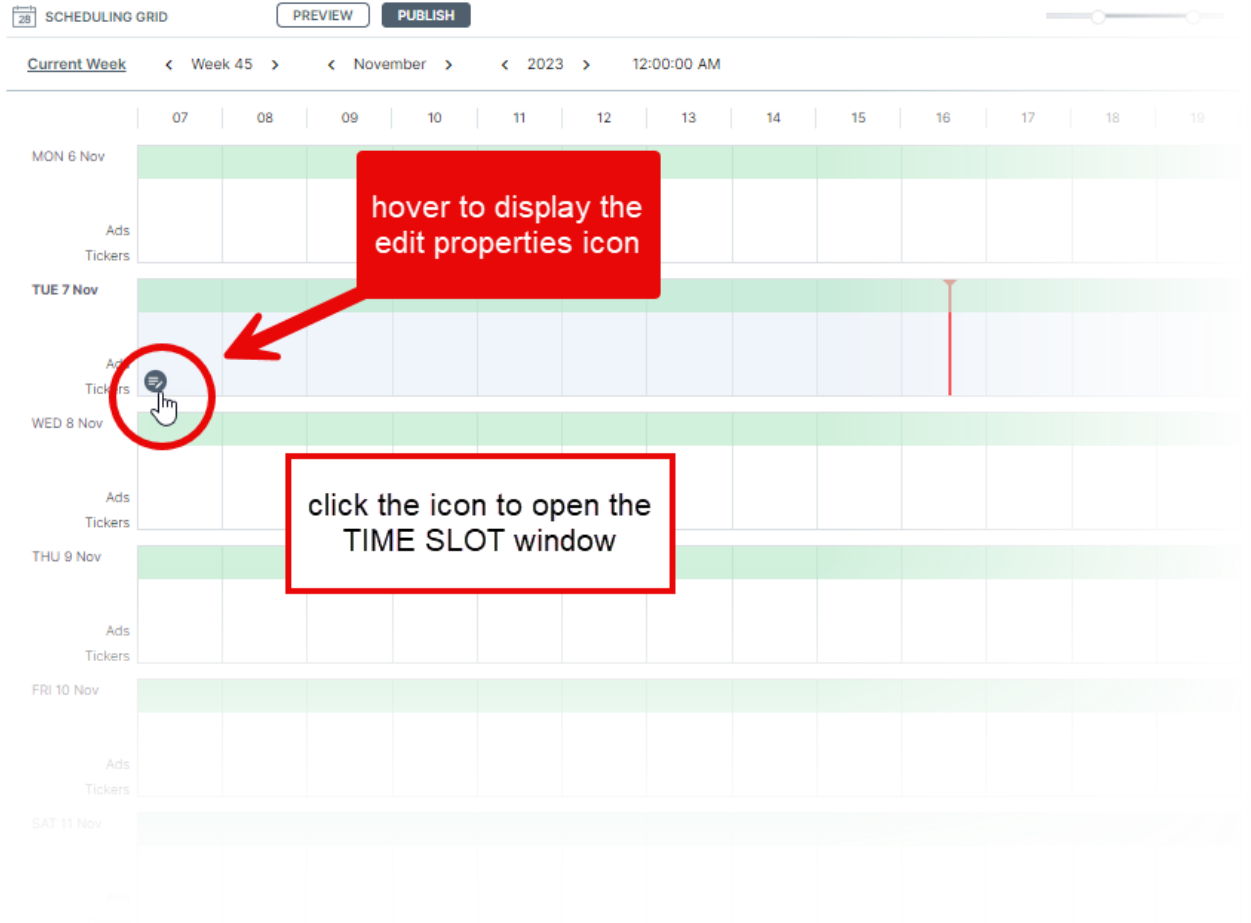 28 SCHEDULING GRID PREVIEW PUBLISH
Current Week < Week 45 > < November > < 2023 > 12:00:00 AM
07 08 09 10 11 12 13 14 15 16 17 18 19
MON 6 Nov
hover to display the
edit properties icon
Ads
Tickers
TUE 7 Nov
Ads
Tickers
WED 8 Nov
click the icon to open the
TIME SLOT window
Ads
Tickers
THU 9 Nov
Ads
Tickers
FRI 10 Nov
Ads
Tickers
SAT 11 Nov
Ads